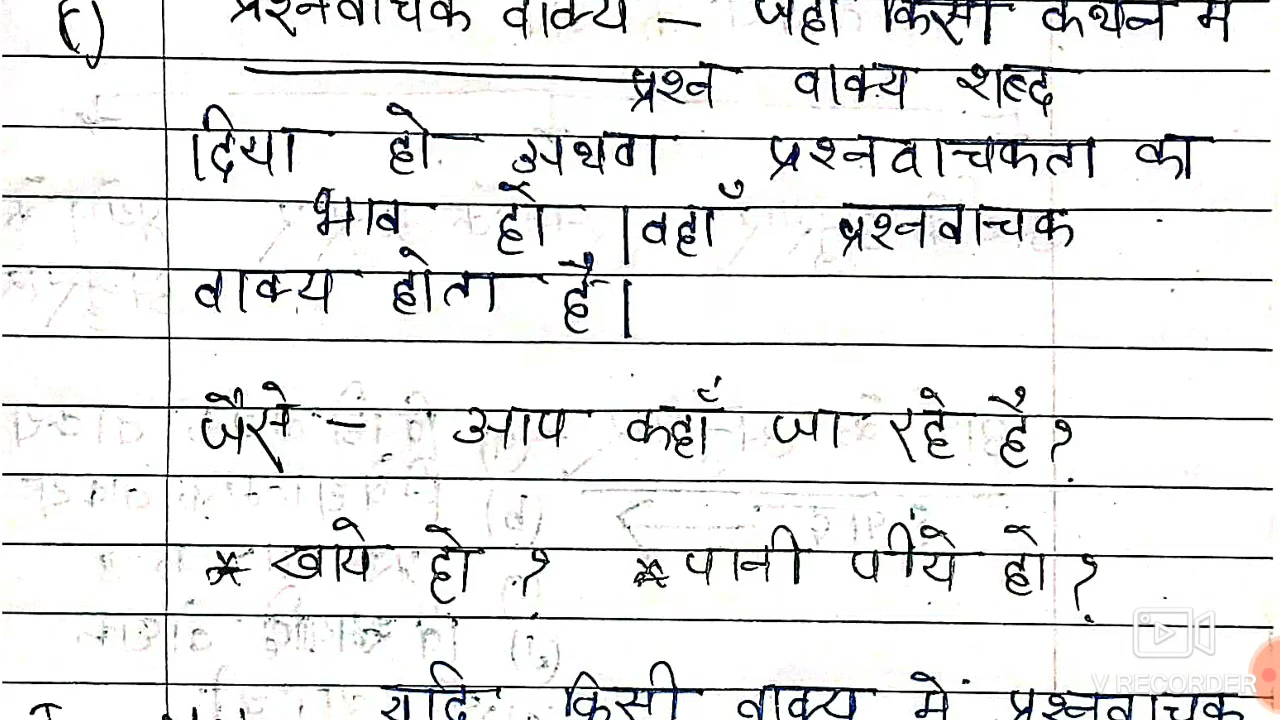 (f) प्रश्नवाचक वाक्य – जहाँ किसी कथन में
प्रश्न वाक्य शब्द
दिया हो अथवा प्रश्नवाचकता का
भाव हो । वहाँ प्रश्नवाचक
वाक्य होता है।
जैसे – आप कहाँ जा रहे है ?
* खाये हो ? * पानी पीये हो ?
यदि किसी वाक्य में प्रश्नवाचक
V RECORDER